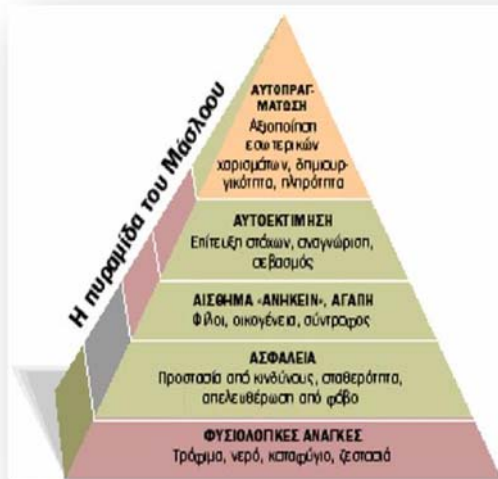 Η πυραμίδα του Μάσλοου
ΑΥΤΟΠΡΑΓ-
ΜΑΤΩΣΗ
Αξιοποίηση
εσωτερικών
χαρισμάτων, δημιουρ-
γικότητα, πληρότητα
ΑΥΤΟΕΚΤΙΜΗΣΗ
Επίτευξη στόχων, αναγνώριση,
σεβασμός
ΑΙΣΘΗΜΑ «ΑΝΗΚΕΙΝ», ΑΓΑΠΗ
Φίλοι, οικογένεια, σύντροφος
ΑΣΦΑΛΕΙΑ
Προστασία από κινδύνους, σταθερότητα,
απελευθέρωση από φόβο
ΦΥΣΙΟΛΟΓΙΚΕΣ ΑΝΑΓΚΕΣ
Τρόφιμα, νερό, καταφύγιο, ζεστασιά